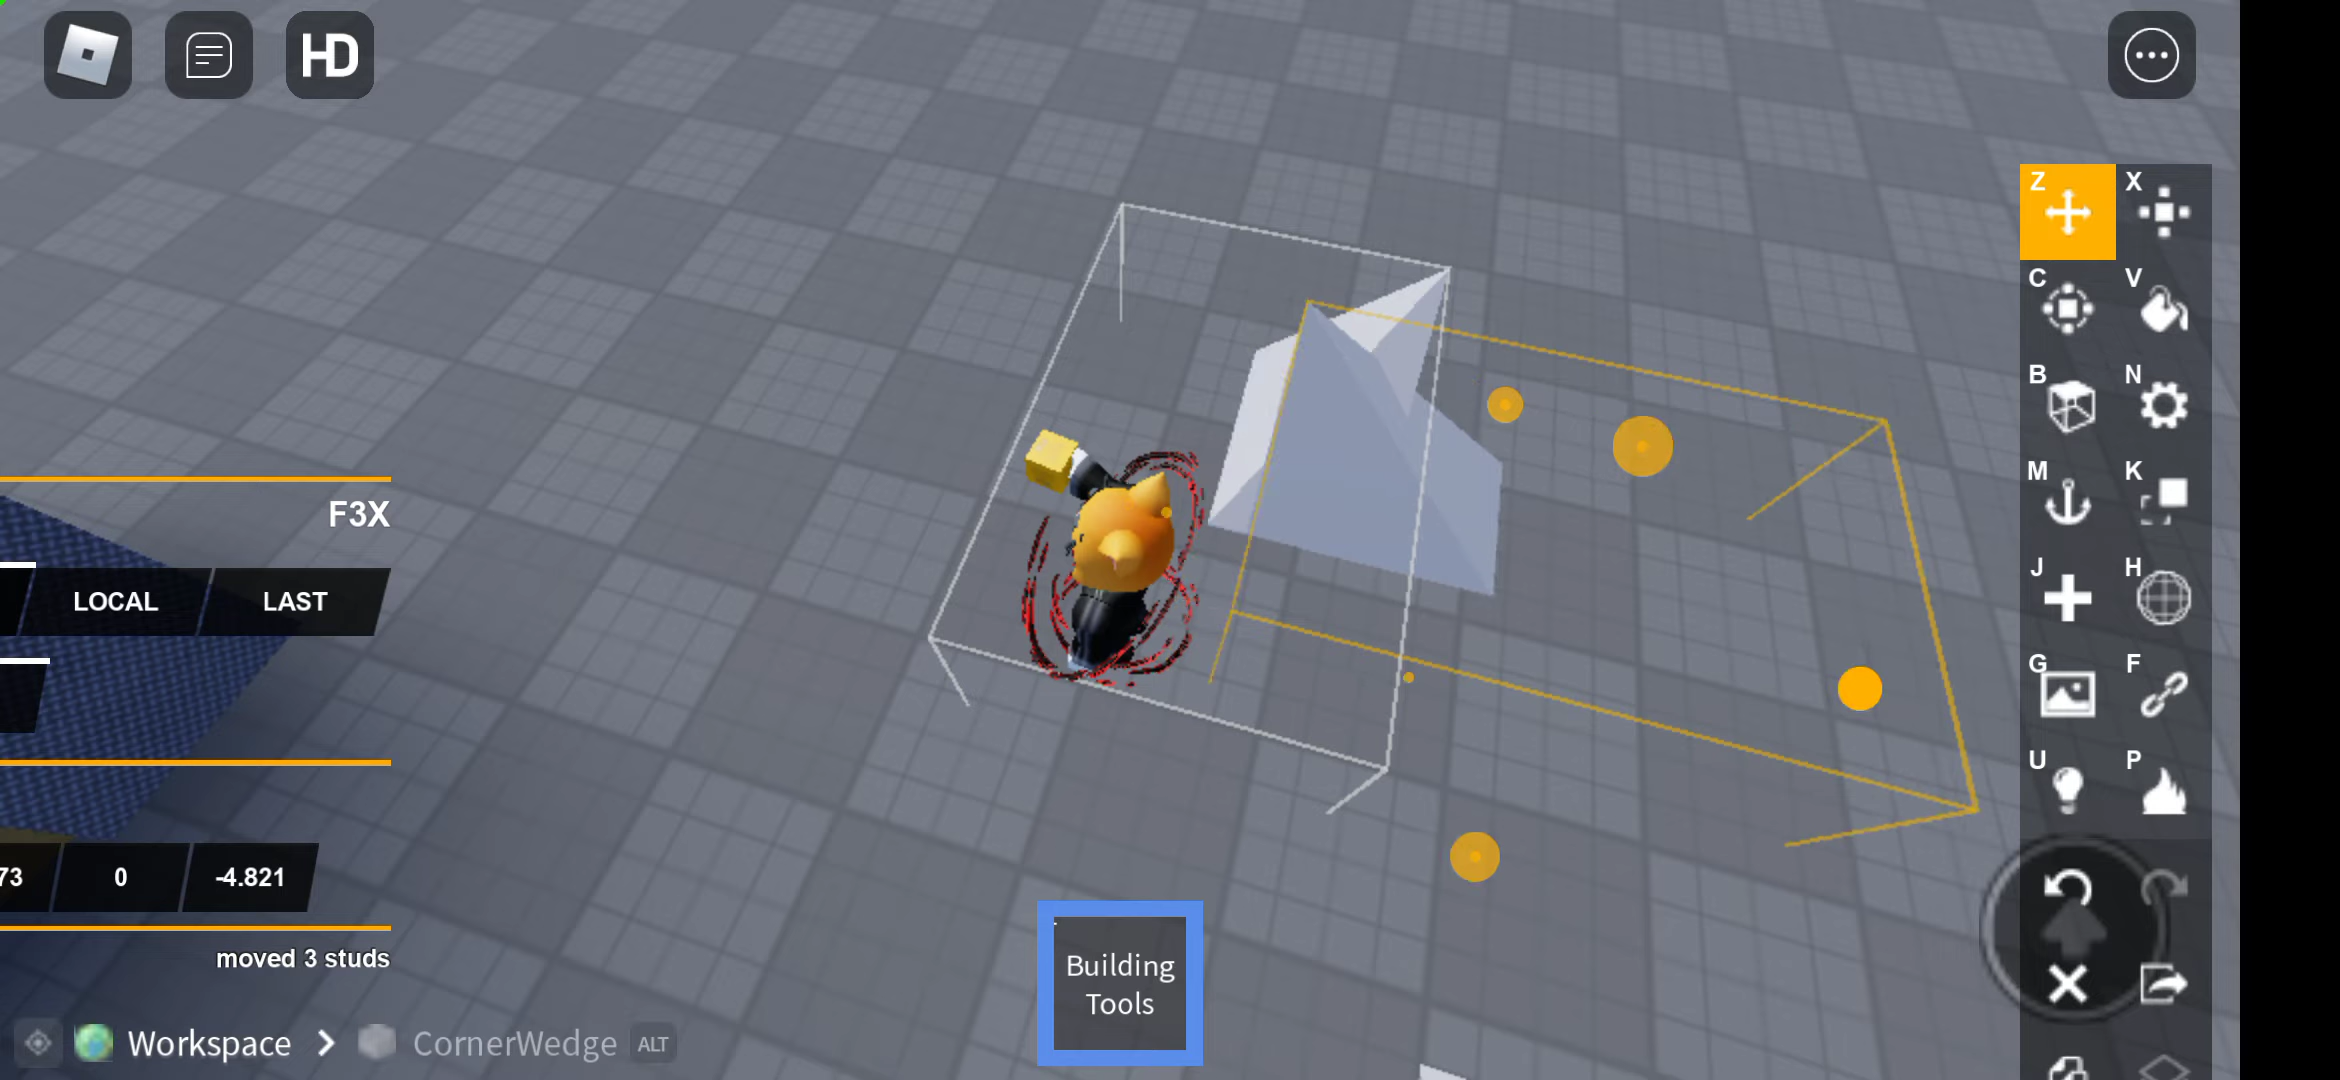 HD
Z X
C V
B N
M K
J H
G F
U P
F3X
LOCAL LAST
73 0 -4.821
moved 3 studs
Building
Tools
Workspace CornerWedge ALT